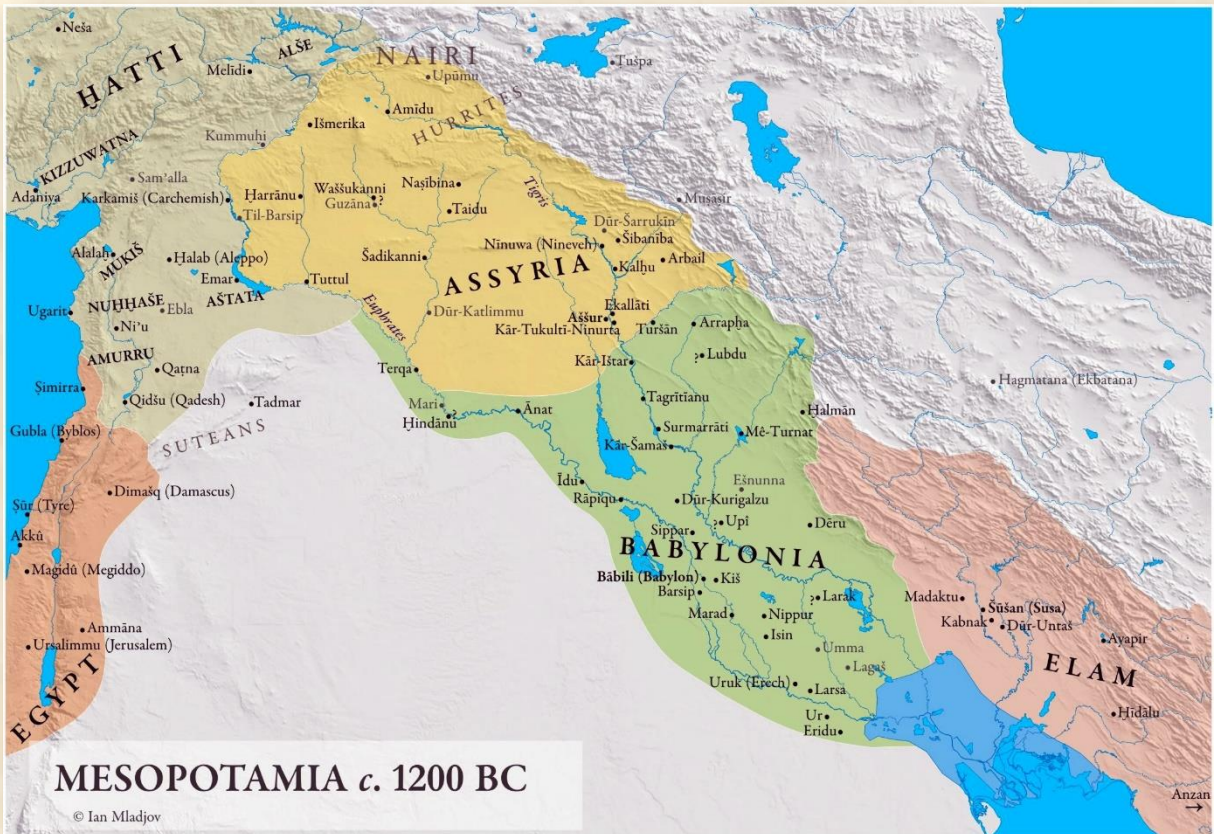 Neša
ḪATTI
ALŠE
Melīdi
NAIRI
Upūmu
Tušpa
Amīdu
HURRITES
Išmerika
KIZZUWATNA
Kummuḫi
Sam'alla
Adaniya
Karkamiš (Carchemish)
Ḫarrānu
Waššukanni
?
Guzāna
Naṣībina
Tigris
Muṣaṣir
Til-Barsip
Taidu
Dūr-Šarrukīn
Šibaniba
Nīnuwa (Nineveh)
Alalaḫ
MUKIŠ
Ḫalab (Aleppo)
Šadikanni
ASSYRIA
Kalḫu
Arbail
Emar
AŠTATA
Tuttul
NUḪḪAŠE
Ebla
Ugarit
Euphrates
Dūr-Katlimmu
Ekallāti
Aššur
Kār-Tukultī-Ninurta
Turšān
Arrapḫa
Ni'u
AMURRU
Qaṭna
Terqa
Kār-Ištar
? Lubdu
Ṣimirra
Hagmatana (Ekbatana)
Qidšu (Qadesh)
Tadmar
Mari
Ḫindānu
?
Ānat
Tagrītīanu
Ḫalmān
Gubla (Byblos)
SUTEANS
Surmarrāti
Mê-Turnat
Kār-Šamaš
Dimašq (Damascus)
Īdu
Rāpiqu
Ešnunna
Dūr-Kurigalzu
Ṣūr (Tyre)
Akkû
Sippar
? Upî
Dēru
BABYLONIA
Magidû (Megiddo)
Bābili (Babylon)
Kiš
Barsip
? Larak
Madaktu
Šūšan (Susa)
Marad
Nippur
Kabnak
Dūr-Untaš
Ammāna
Isin
Ayapir
Ursalimmu (Jerusalem)
Umma
Lagaš
ELAM
EGYPT
Uruk (Erech)
Larsa
Ur
Ḫīdālu
Eridu
MESOPOTAMIA c. 1200 BC
Anzan
→
© Ian Mladjov